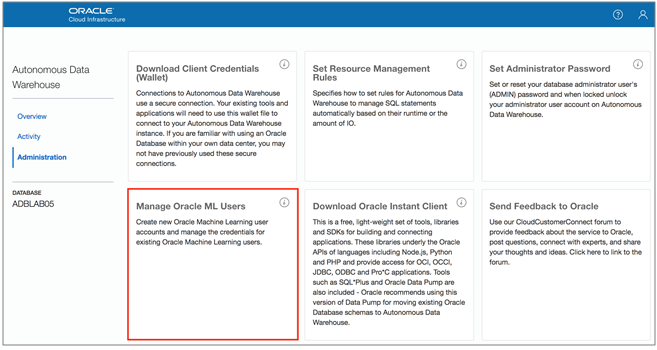 ORACLE
Cloud Infrastructure
Autonomous Data
Warehouse
Overview
Activity
Administration
DATABASE
ADBLAB05
Download Client Credentials
(Wallet)
Connections to Autonomous Data Warehouse
use a secure connection. Your existing tools and
applications will need to use this wallet file to
connect to your Autonomous Data Warehouse
instance. If you are familiar with using an Oracle
Database within your own data center, you may
not have previously used these secure
connections.
Set Resource Management
Rules
Specifies how to set rules for Autonomous Data
Warehouse to manage SQL statements
automatically based on their runtime or the
amount of IO.
Set Administrator Password
Set or reset your database administrator user's
(ADMIN) password and when locked unlock
your administrator user account on Autonomous
Data Warehouse.
Manage Oracle ML Users
Create new Oracle Machine Learning user
accounts and manage the credentials for
existing Oracle Machine Learning users.
Download Oracle Instant Client
This is a free, light-weight set of tools, libraries
and SDKs for building and connecting
applications. These libraries underly the Oracle
APIs of languages including Node.js, Python
and PHP and provide access for OCI, OCCI,
JDBC, ODBC and Pro*C applications. Tools
such as SQL*Plus and Oracle Data Pump are
also included - Oracle recommends using this
version of Data Pump for moving existing Oracle
Database schemas to Autonomous Data
Warehouse.
Send Feedback to Oracle
Use our CloudCustomerConnect forum to
provide feedback about the service to Oracle,
post questions, connect with experts, and share
your thoughts and ideas. Click here to link to the
forum.